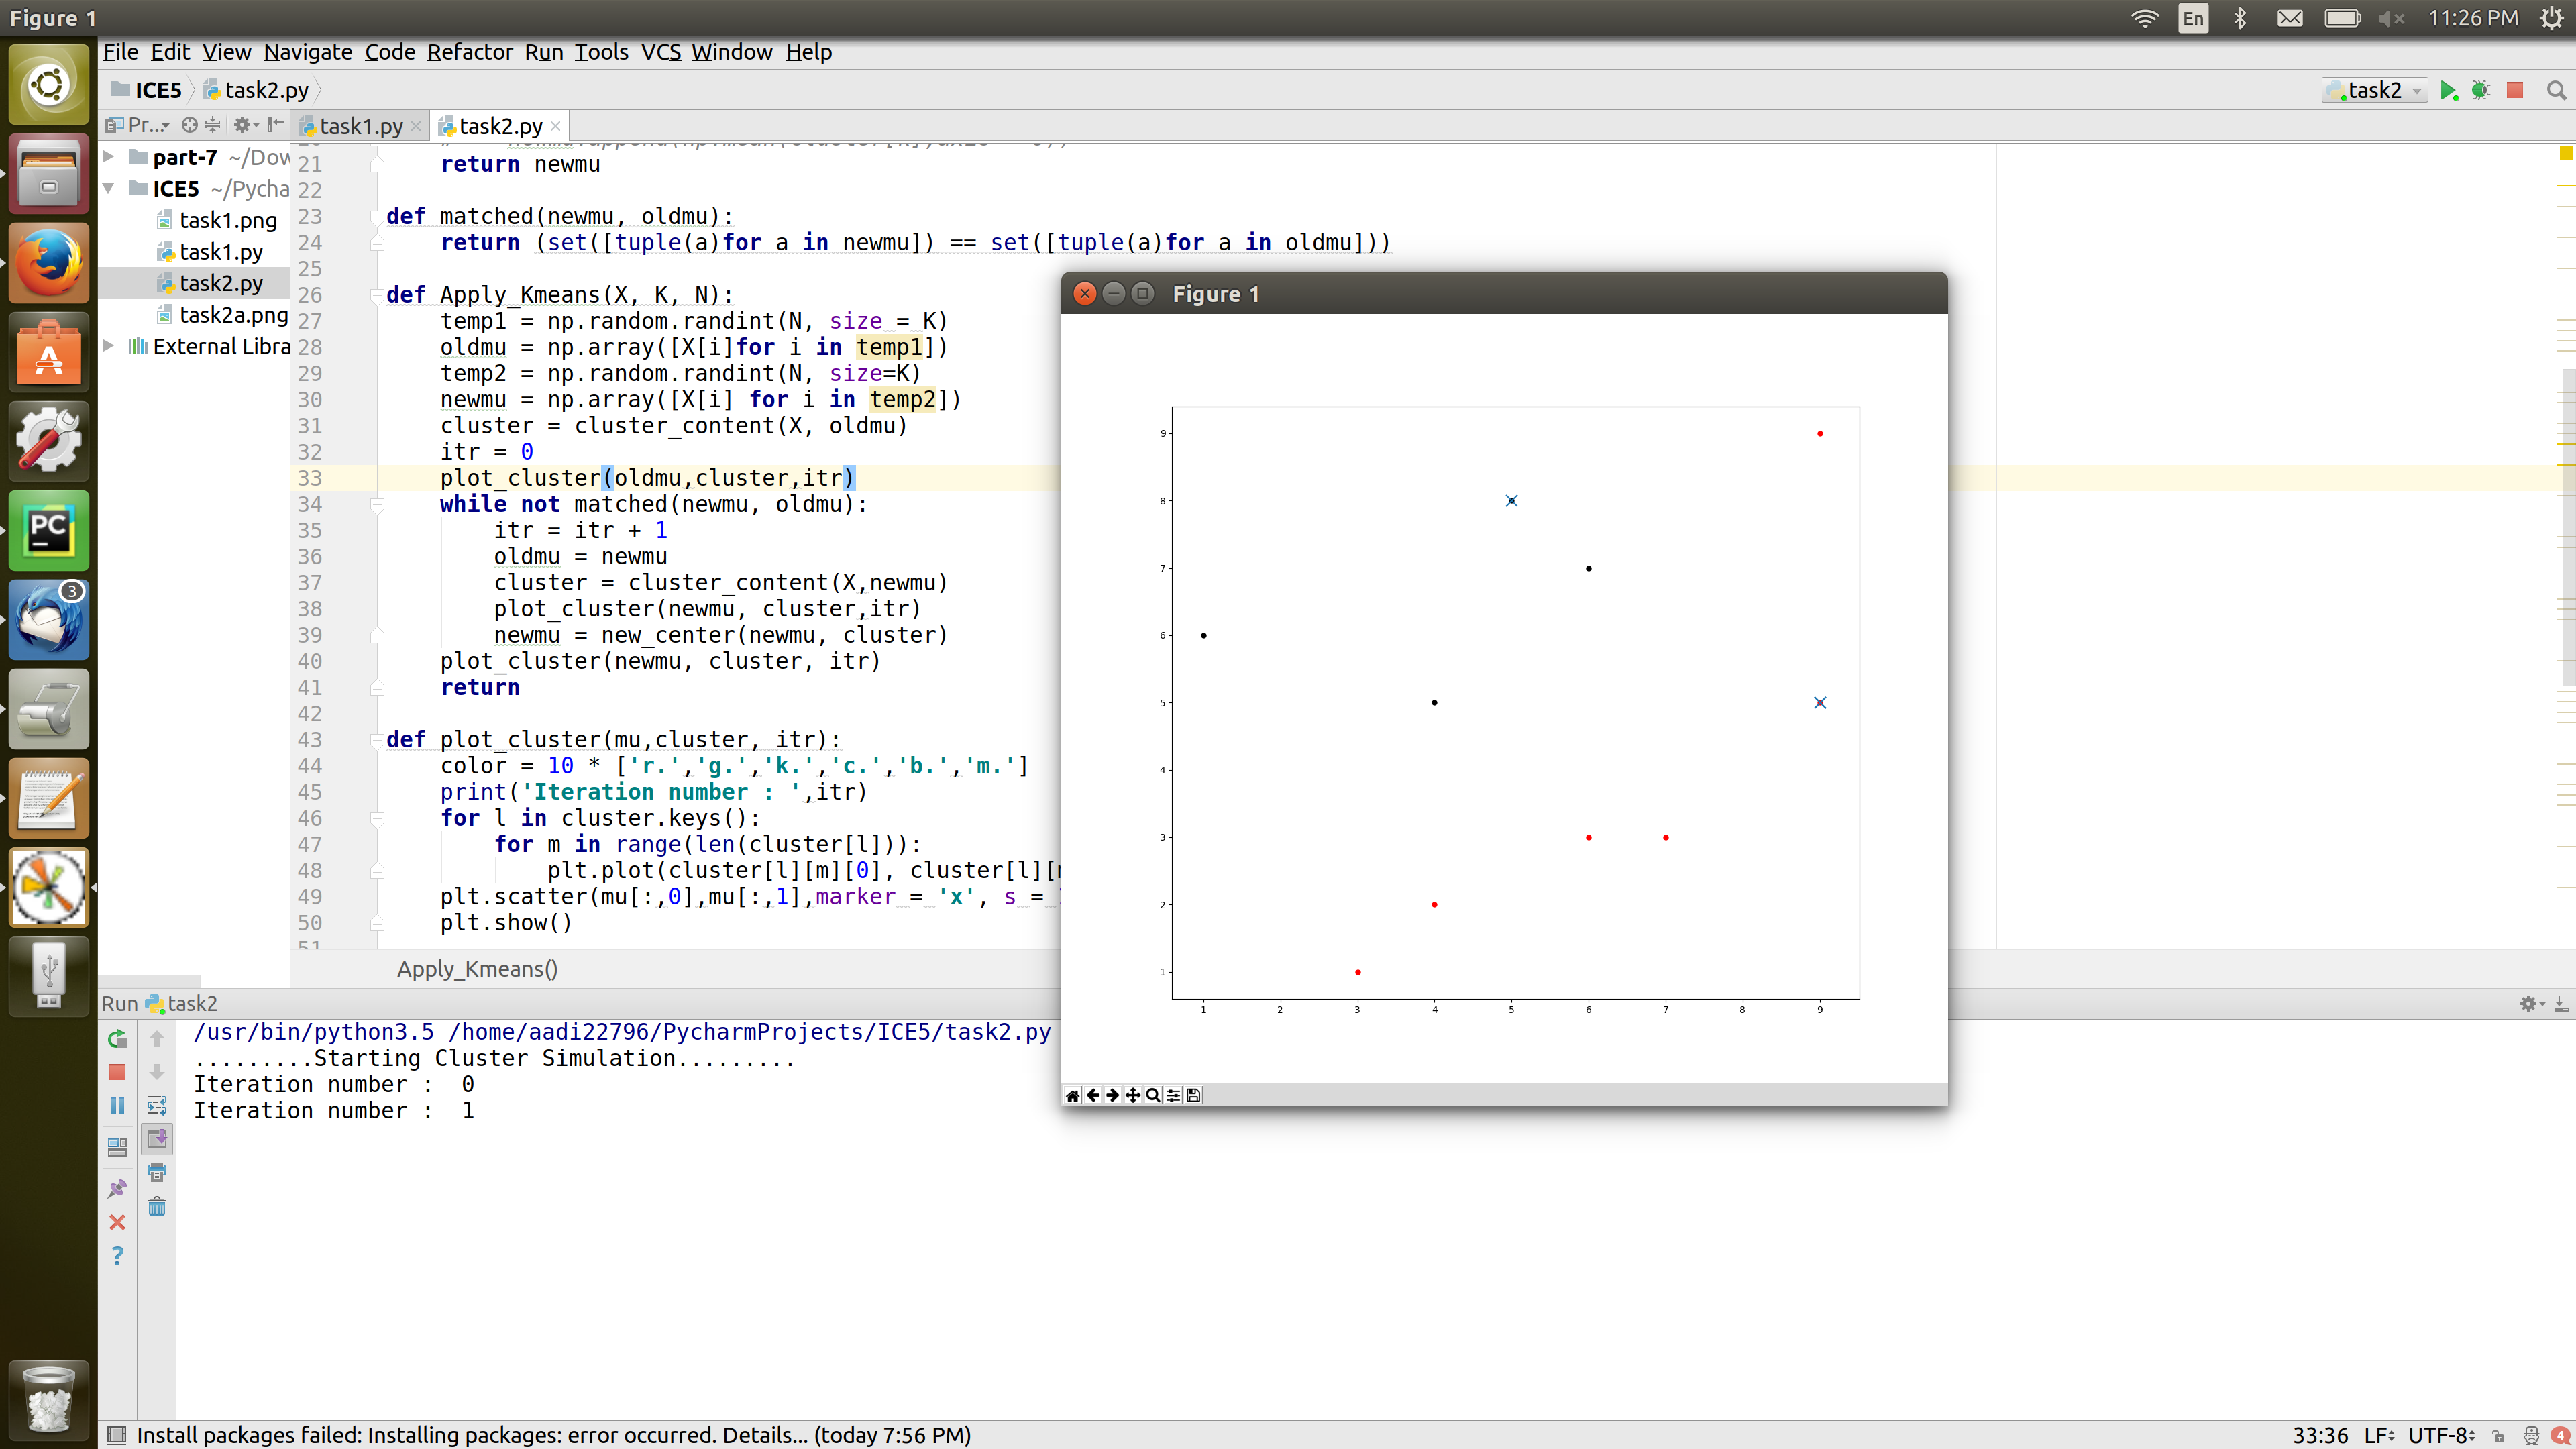 Figure 1
En
11:26 PM
File Edit View Navigate Code Refactor Run Tools VCS Window Help
ICE5 task2.py
task2
Pr...
task1.py
task2.py
part-7 ~/Dow
ICE5 ~/Pycha
task1.png
task1.py
task2.py
task2a.png
External Libra
21 return newmu
22
23 def matched(newmu, oldmu):
24 return (set([tuple(a)for a in newmu]) == set([tuple(a)for a in oldmu]))
25
26 def Apply_Kmeans(X, K, N):
27 temp1 = np.random.randint(N, size = K)
28 oldmu = np.array([X[i]for i in temp1])
29 temp2 = np.random.randint(N, size=K)
30 newmu = np.array([X[i] for i in temp2])
31 cluster = cluster_content(X, oldmu)
32 itr = 0
33 plot_cluster(oldmu,cluster,itr)
34 while not matched(newmu, oldmu):
35 itr = itr + 1
36 oldmu = newmu
37 cluster = cluster_content(X,newmu)
38 plot_cluster(newmu, cluster,itr)
39 newmu = new_center(newmu, cluster)
40 plot_cluster(newmu, cluster, itr)
41 return
42
43 def plot_cluster(mu,cluster, itr):
44 color = 10 * ['r.','g.','k.','c.','b.','m.']
45 print('Iteration number : ',itr)
46 for l in cluster.keys():
47 for m in range(len(cluster[l])):
48 plt.plot(cluster[l][m][0], cluster[l][
49 plt.scatter(mu[:,0],mu[:,1],marker = 'x', s =
50 plt.show()
51
Apply_Kmeans()
Figure 1
9
8
7
6
5
4
3
2
1
1 2 3 4 5 6 7 8 9
PC
3
Run task2
/usr/bin/python3.5 /home/aadi22796/PycharmProjects/ICE5/task2.py
.........Starting Cluster Simulation.........
Iteration number :  0
Iteration number :  1
Install packages failed: Installing packages: error occurred. Details... (today 7:56 PM)
33:36 LF UTF-8 4